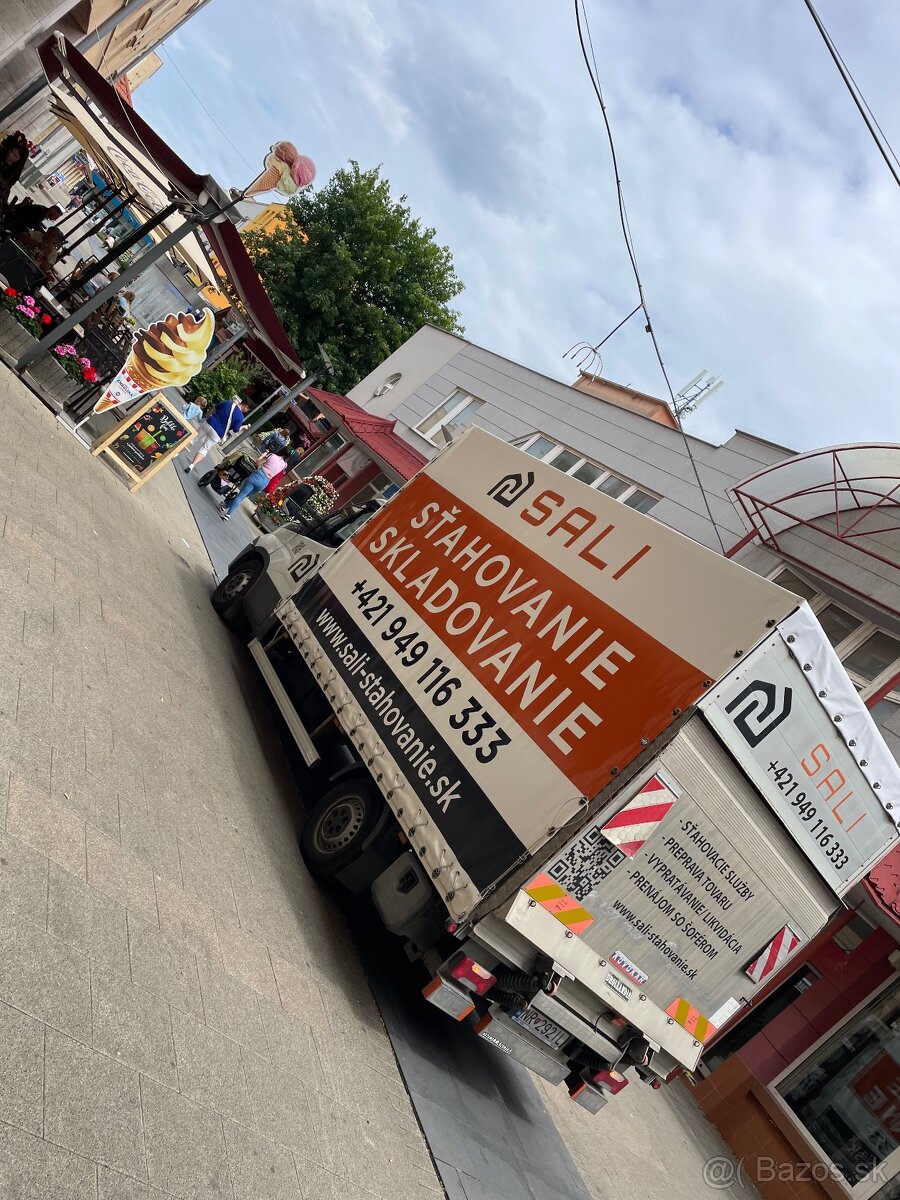 SALI
SŤAHOVANIE
SKLADOVANIE
+421 949 116 333
www.sali-stahovanie.sk
SALI
+421 949 116 333
- SŤAHOVACIE SLUŽBY
- PREPRAVA TOVARU
- VYPRATÁVANIE/LIKVIDÁCIA
- PRENÁJOM SO ŠOFÉROM
www.sali-stahovanie.sk
Bazos.sk